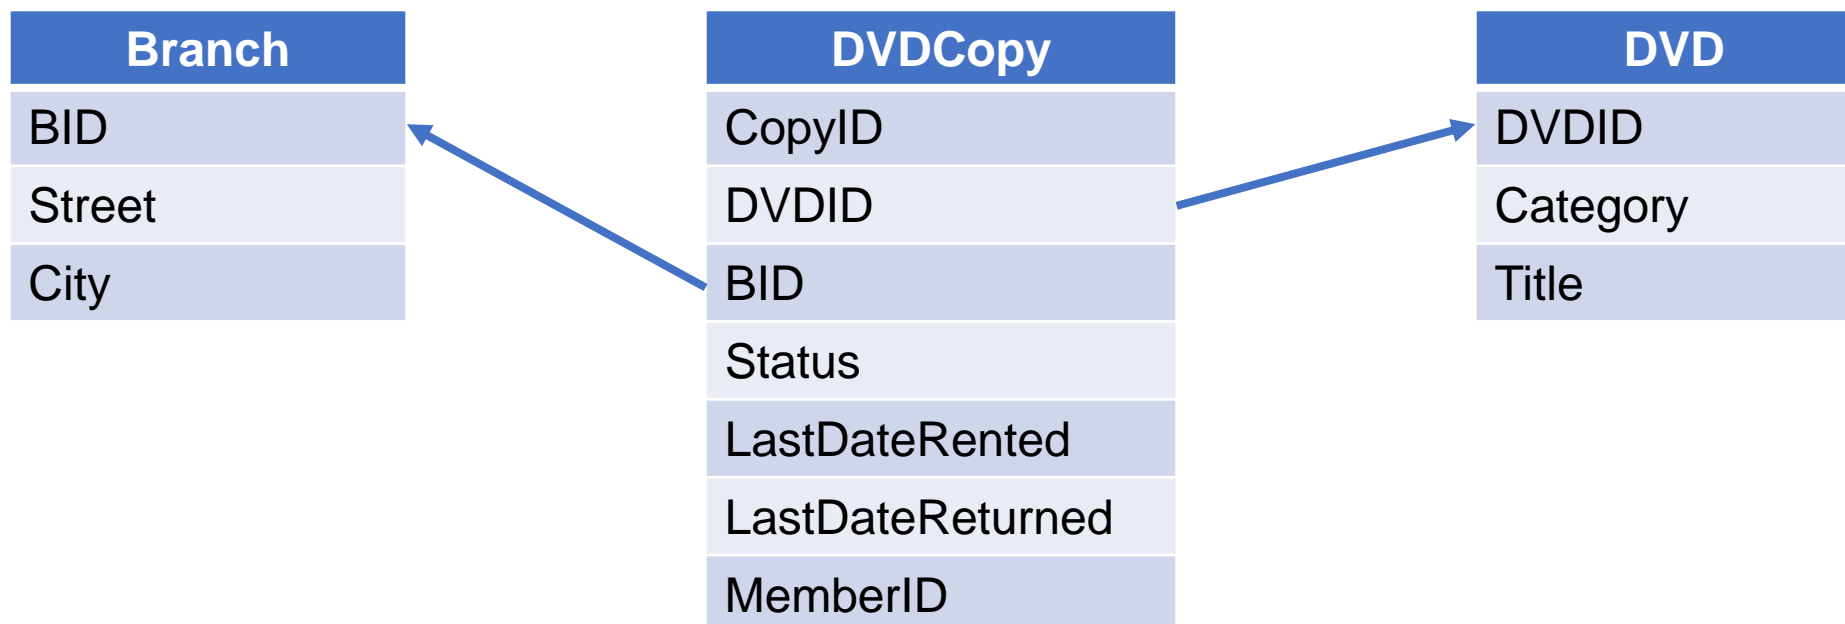 Branch
BID
Street
City
DVDCopy
CopyID
DVDID
BID
Status
LastDateRented
LastDateReturned
MemberID
DVD
DVDID
Category
Title